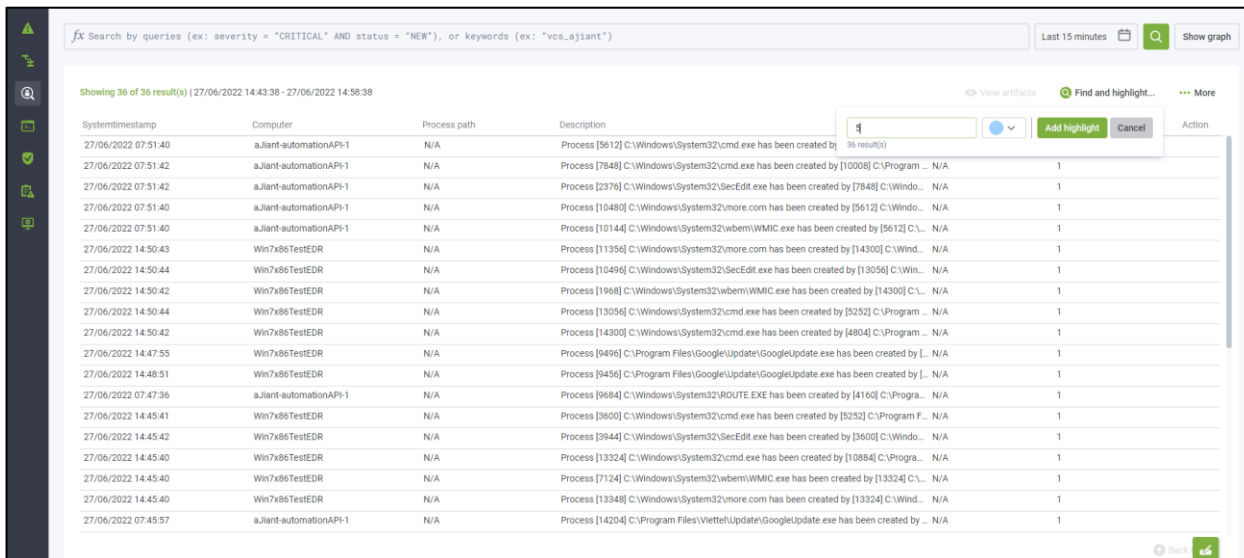 fx Search by queries (ex: severity = "CRITICAL" AND status = "NEW"), or keywords (ex: "vcs_ajiant") Last 15 minutes Show graph
Showing 36 of 36 result(s) | 27/06/2022 14:43:38 - 27/06/2022 14:58:38 View artifacts Find and highlight... ••• More
5 Add highlight Cancel
36 result(s)
Systemtimestamp Computer Process path Description Action
27/06/2022 07:51:40 aJiant-automationAPI-1 N/A Process [5612] C:\Windows\System32\cmd.exe has been created by
27/06/2022 07:51:42 aJiant-automationAPI-1 N/A Process [7848] C:\Windows\System32\cmd.exe has been created by [10008] C:\Program ... N/A 1
27/06/2022 07:51:42 aJiant-automationAPI-1 N/A Process [2376] C:\Windows\System32\SecEdit.exe has been created by [7848] C:\Windo... N/A 1
27/06/2022 07:51:40 aJiant-automationAPI-1 N/A Process [10480] C:\Windows\System32\more.com has been created by [5612] C:\Windo... N/A 1
27/06/2022 07:51:40 aJiant-automationAPI-1 N/A Process [10144] C:\Windows\System32\wbem\WMIC.exe has been created by [5612] C:\... N/A 1
27/06/2022 14:50:43 Win7x86TestEDR N/A Process [11356] C:\Windows\System32\more.com has been created by [14300] C:\Wind... N/A 1
27/06/2022 14:50:44 Win7x86TestEDR N/A Process [10496] C:\Windows\System32\SecEdit.exe has been created by [13056] C:\Win... N/A 1
27/06/2022 14:50:42 Win7x86TestEDR N/A Process [1968] C:\Windows\System32\wbem\WMIC.exe has been created by [14300] C:\... N/A 1
27/06/2022 14:50:44 Win7x86TestEDR N/A Process [13056] C:\Windows\System32\cmd.exe has been created by [5252] C:\Program ... N/A 1
27/06/2022 14:50:42 Win7x86TestEDR N/A Process [14300] C:\Windows\System32\cmd.exe has been created by [4804] C:\Program ... N/A 1
27/06/2022 14:47:55 Win7x86TestEDR N/A Process [9496] C:\Program Files\Google\Update\GoogleUpdate.exe has been created by [... N/A 1
27/06/2022 14:48:51 Win7x86TestEDR N/A Process [9456] C:\Program Files\Google\Update\GoogleUpdate.exe has been created by [... N/A 1
27/06/2022 07:47:36 aJiant-automationAPI-1 N/A Process [9684] C:\Windows\System32\ROUTE.EXE has been created by [4160] C:\Progra... N/A 1
27/06/2022 14:45:41 Win7x86TestEDR N/A Process [3600] C:\Windows\System32\cmd.exe has been created by [5252] C:\Program F... N/A 1
27/06/2022 14:45:42 Win7x86TestEDR N/A Process [3944] C:\Windows\System32\SecEdit.exe has been created by [3600] C:\Windo... N/A 1
27/06/2022 14:45:40 Win7x86TestEDR N/A Process [13324] C:\Windows\System32\cmd.exe has been created by [10884] C:\Progra... N/A 1
27/06/2022 14:45:40 Win7x86TestEDR N/A Process [7124] C:\Windows\System32\wbem\WMIC.exe has been created by [13324] C:\... N/A 1
27/06/2022 14:45:40 Win7x86TestEDR N/A Process [13348] C:\Windows\System32\more.com has been created by [13324] C:\Wind... N/A 1
27/06/2022 07:45:57 aJiant-automationAPI-1 N/A Process [14204] C:\Program Files\Viettel\Update\GoogleUpdate.exe has been created by ... N/A 1
Back